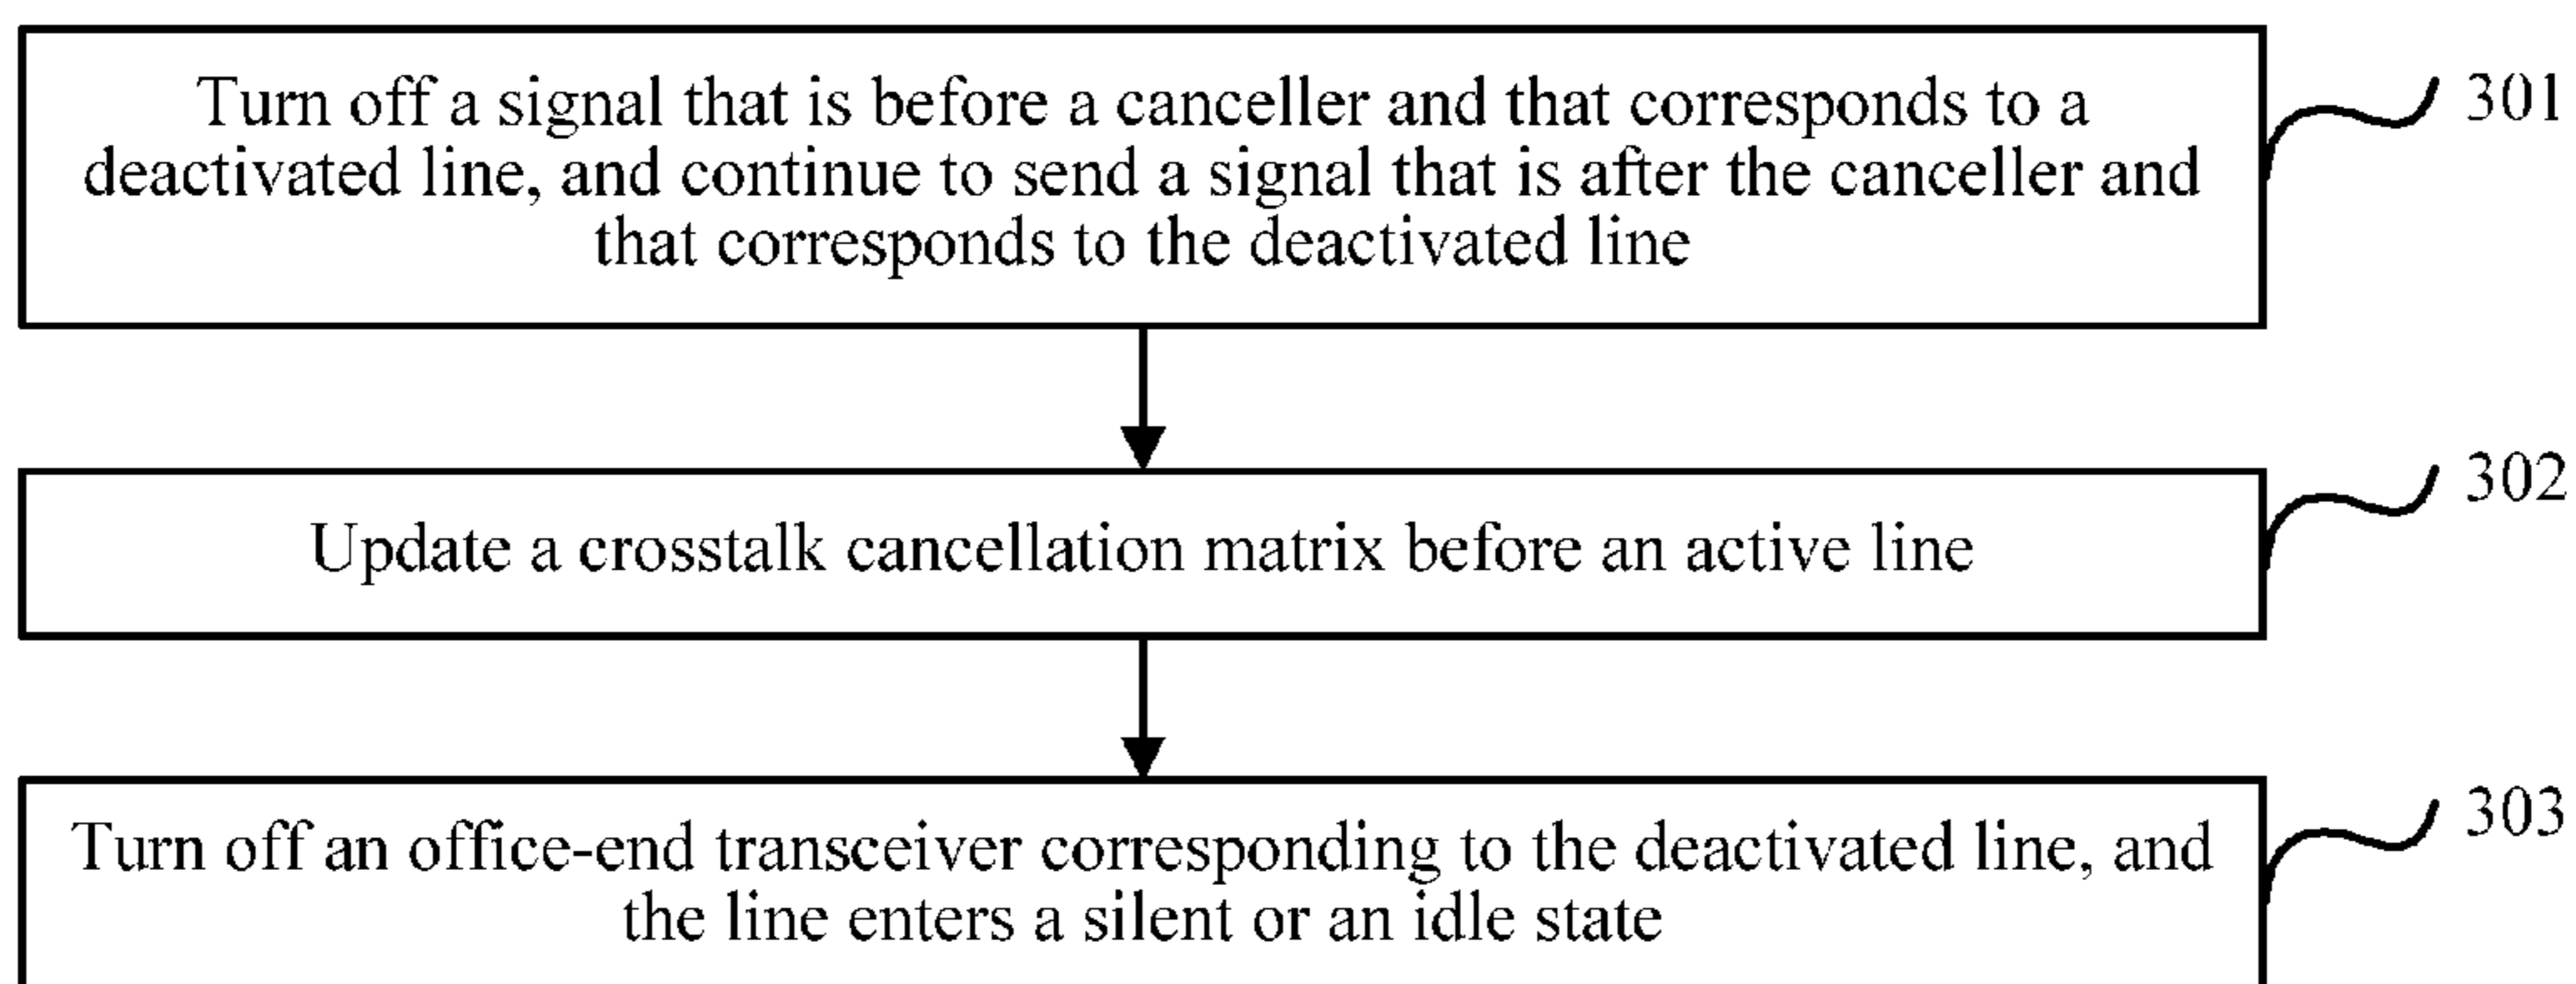 Turn off a signal that is before a canceller and that corresponds to a
deactivated line, and continue to send a signal that is after the canceller and
that corresponds to the deactivated line
301
Update a crosstalk cancellation matrix before an active line
302
Turn off an office-end transceiver corresponding to the deactivated line, and
the line enters a silent or an idle state
303